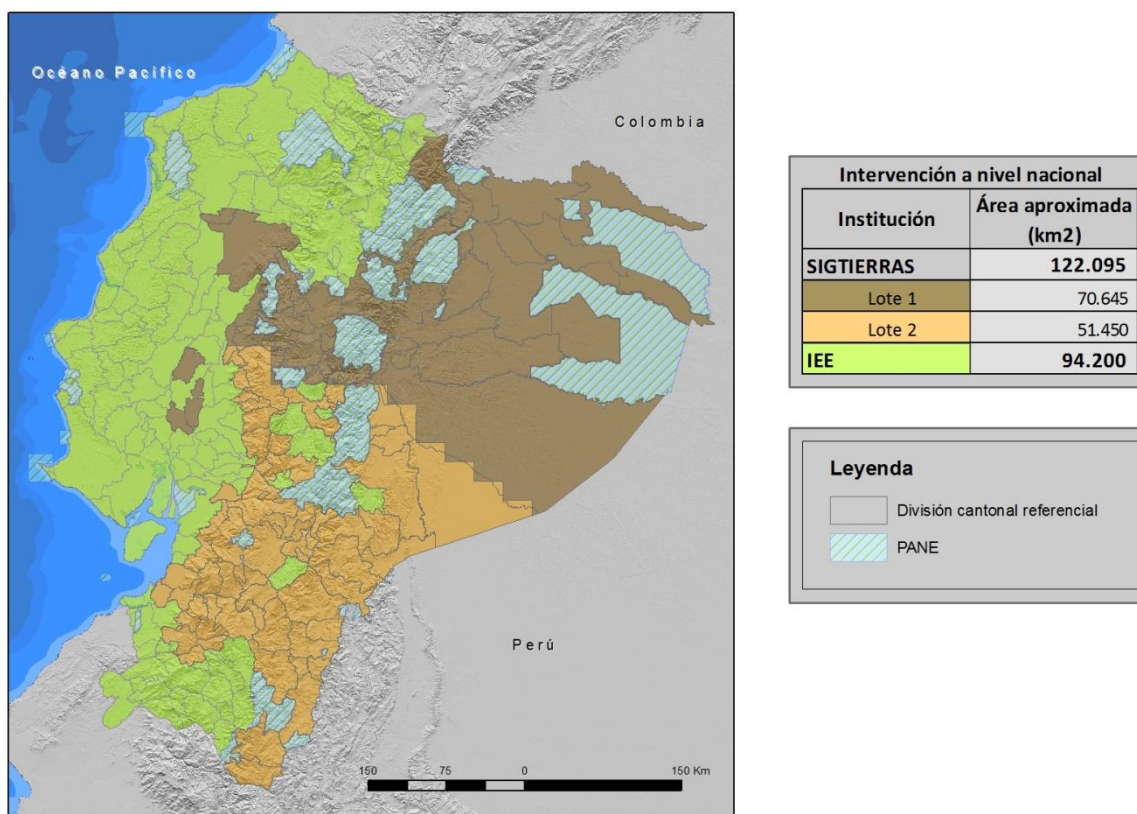 Océano Pacífico
Colombia
Perú
150 75 0 150 Km
Intervención a nivel nacional
Institución Área aproximada
(km2)
SIGTIERRAS 122.095
Lote 1 70.645
Lote 2 51.450
IEE 94.200
Leyenda
División cantonal referencial
PANE